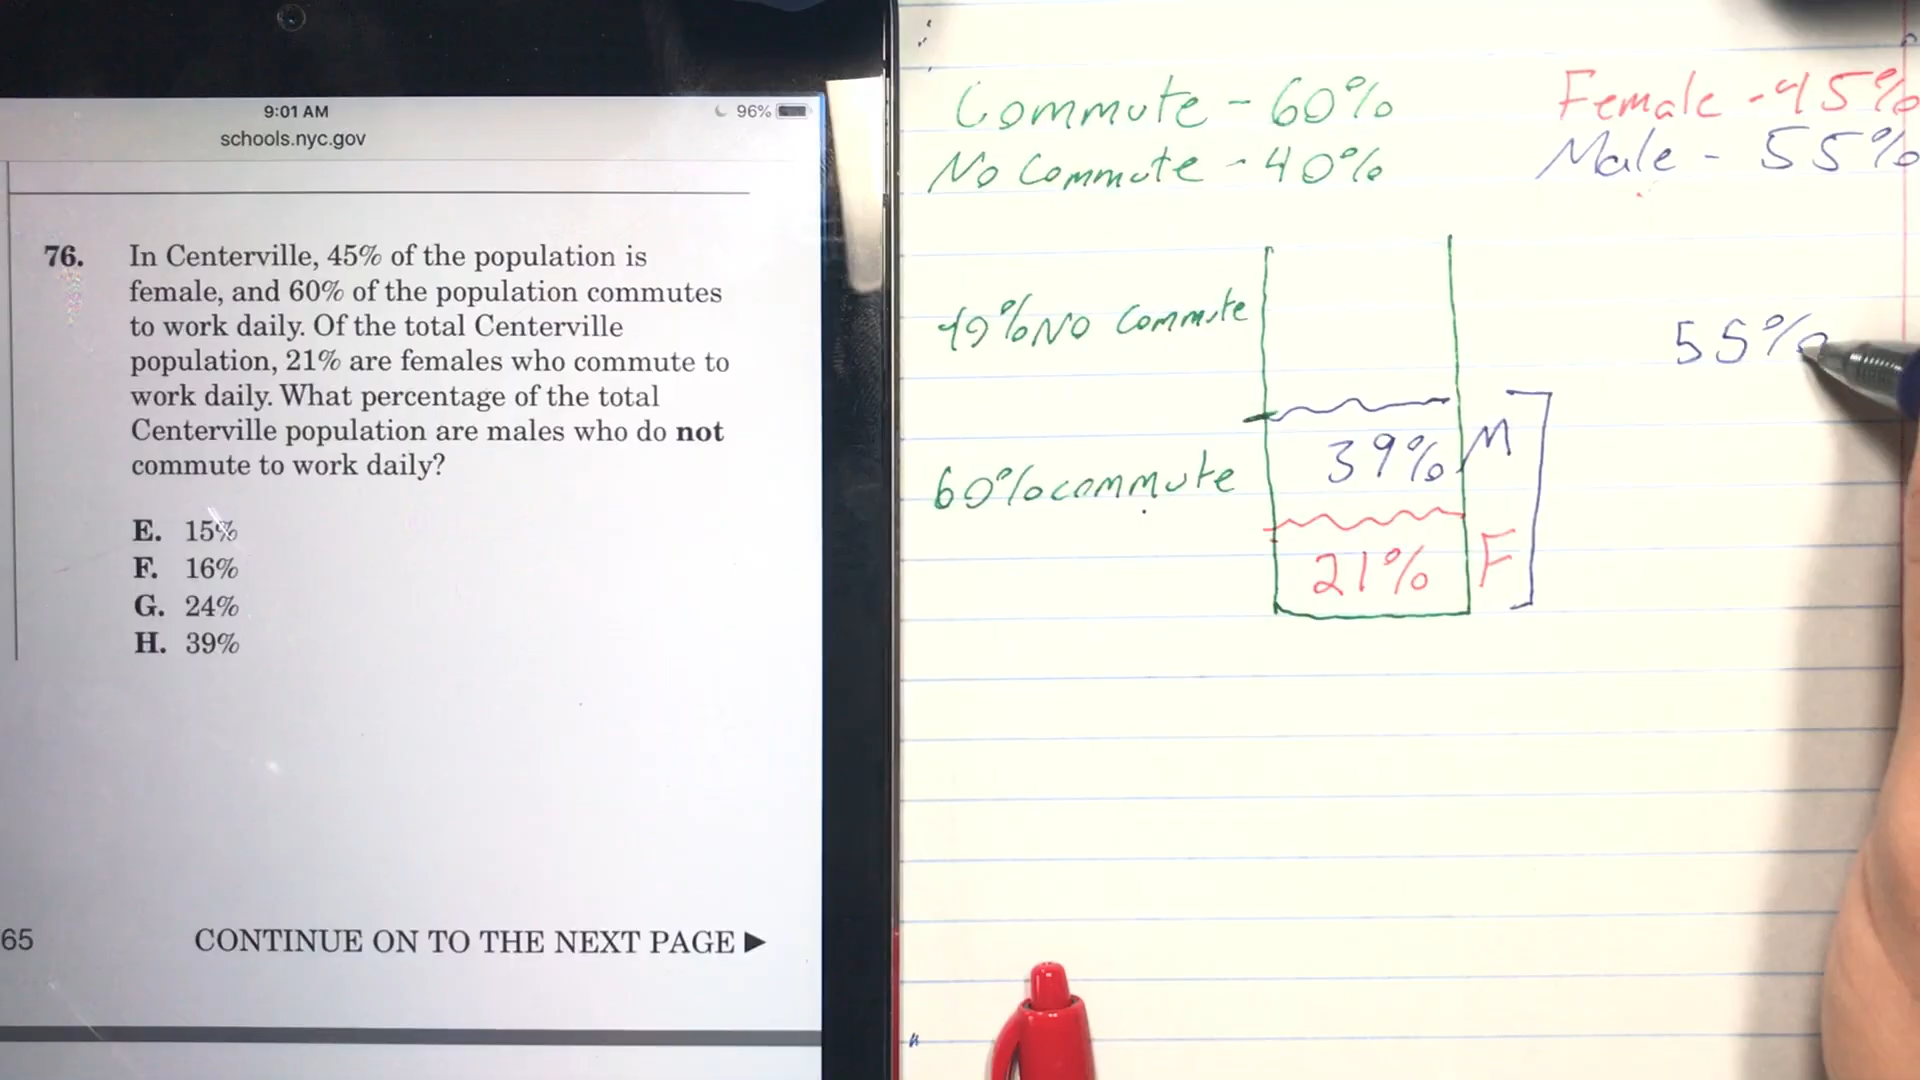 9:01 AM
96%
schools.nyc.gov
76. In Centerville, 45% of the population is
female, and 60% of the population commutes
to work daily. Of the total Centerville
population, 21% are females who commute to
work daily. What percentage of the total
Centerville population are males who do not
commute to work daily?
E. 15%
F. 16%
G. 24%
H. 39%
65
CONTINUE ON TO THE NEXT PAGE ►
Commute - 60%
No Commute - 40%
Female - 45%
Male - 55%
40% No Commute
60% commute
39% M
21% F
55%